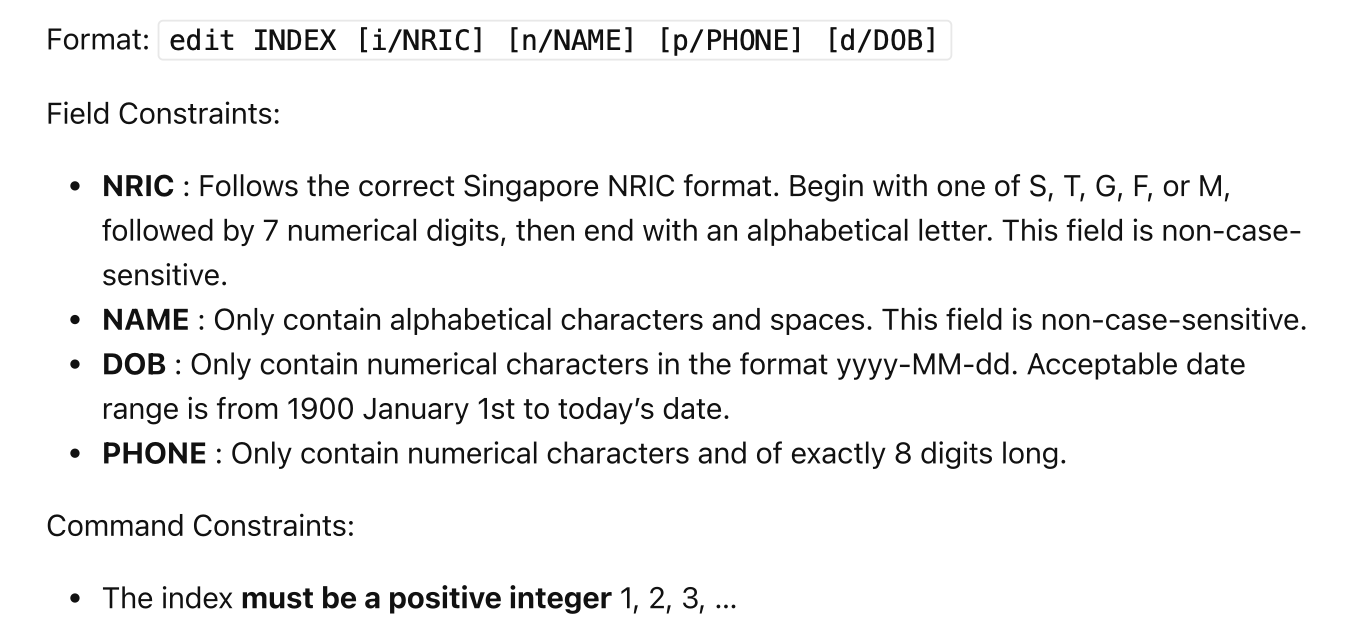 Format: edit INDEX [i/NRIC] [n/NAME] [p/PHONE] [d/DOB]
Field Constraints:
• NRIC : Follows the correct Singapore NRIC format. Begin with one of S, T, G, F, or M,
followed by 7 numerical digits, then end with an alphabetical letter. This field is non-case-
sensitive.
• NAME : Only contain alphabetical characters and spaces. This field is non-case-sensitive.
• DOB : Only contain numerical characters in the format yyyy-MM-dd. Acceptable date
range is from 1900 January 1st to today’s date.
• PHONE : Only contain numerical characters and of exactly 8 digits long.
Command Constraints:
• The index must be a positive integer 1, 2, 3, …